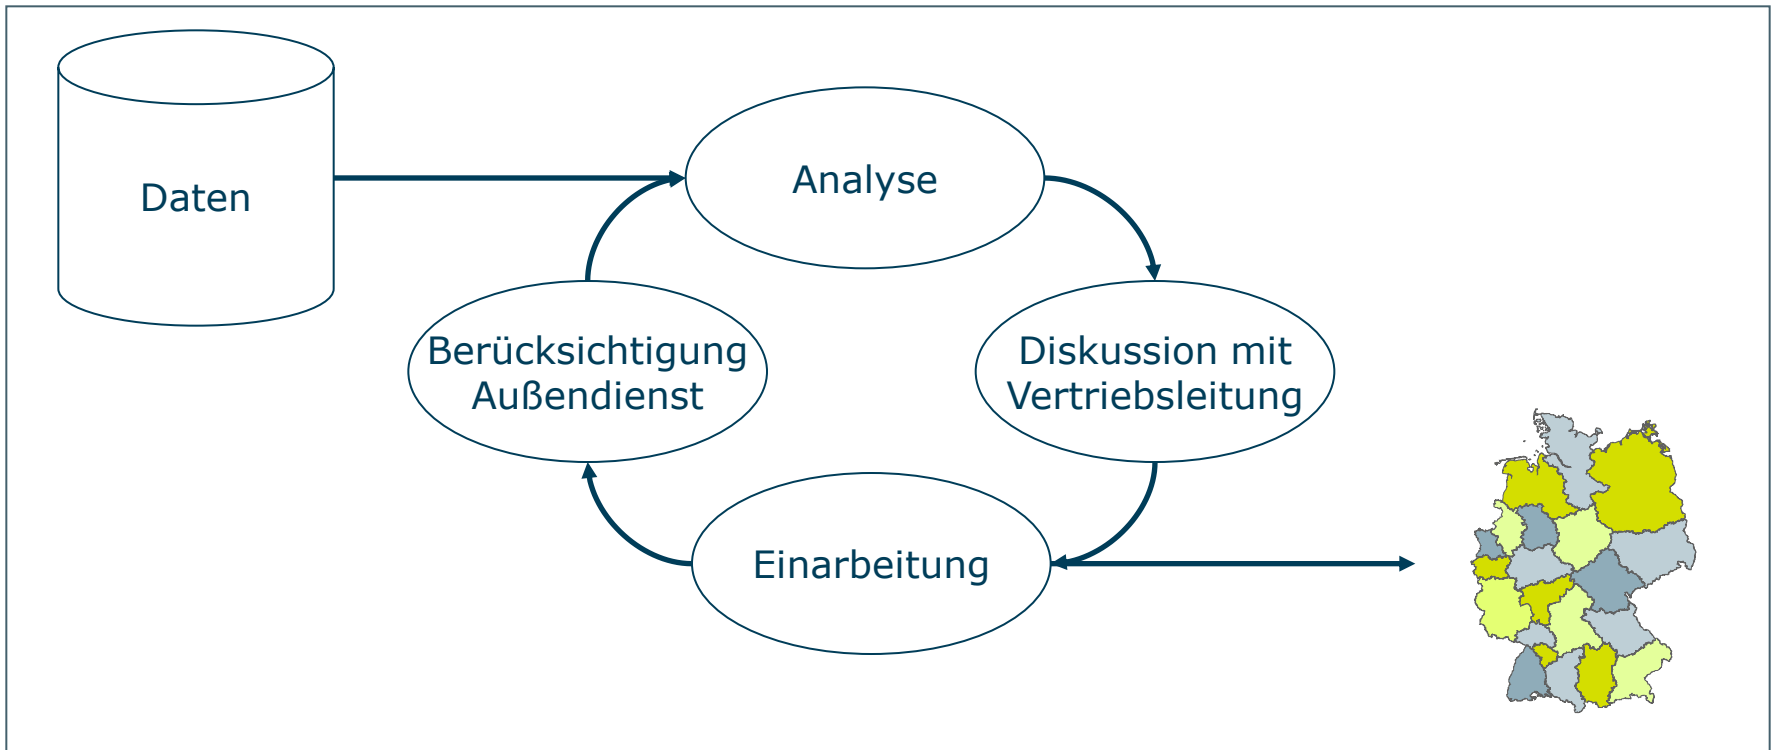 Daten
Analyse
Berücksichtigung
Außendienst
Diskussion mit
Vertriebsleitung
Einarbeitung